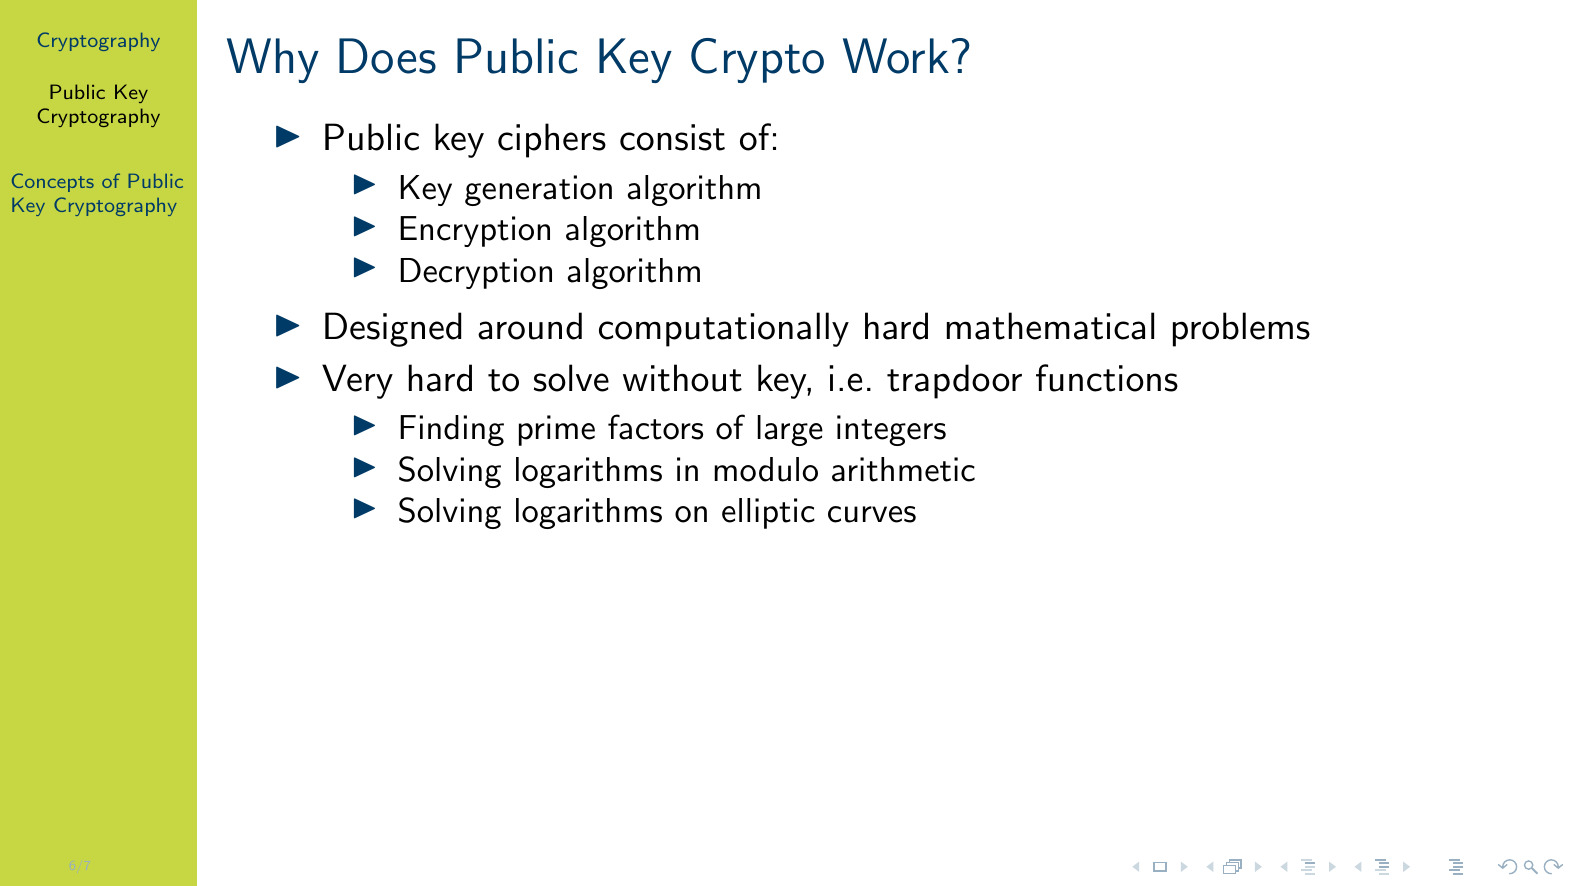 Cryptography
Public Key
Cryptography
Concepts of Public
Key Cryptography
Why Does Public Key Crypto Work?
Public key ciphers consist of:
Key generation algorithm
Encryption algorithm
Decryption algorithm
Designed around computationally hard mathematical problems
Very hard to solve without key, i.e. trapdoor functions
Finding prime factors of large integers
Solving logarithms in modulo arithmetic
Solving logarithms on elliptic curves
6/7